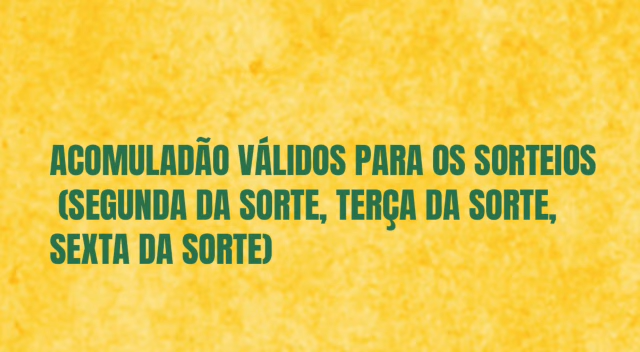 ACOMULADÃO VÁLIDOS PARA OS SORTEIOS
(SEGUNDA DA SORTE, TERÇA DA SORTE,
SEXTA DA SORTE)